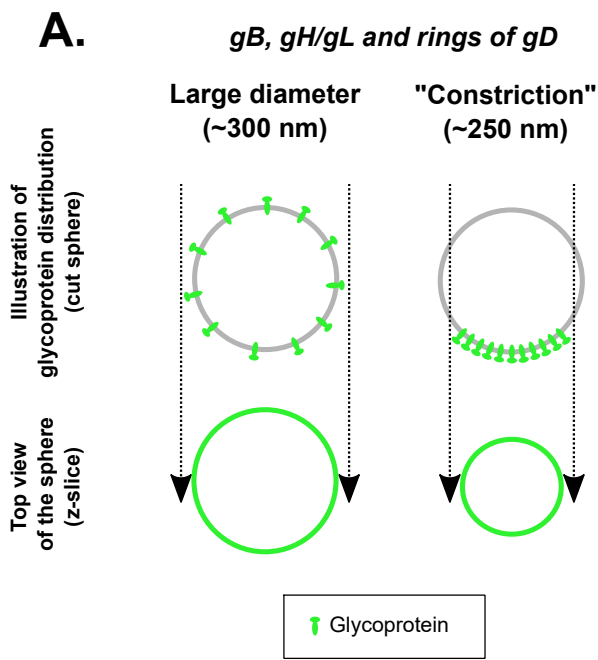 A.
gB, gH/gL and rings of gD
Large diameter
(~300 nm)
"Constriction"
(~250 nm)
Illustration of
glycoprotein distribution
(cut sphere)
Top view
of the sphere
(z-slice)
Glycoprotein